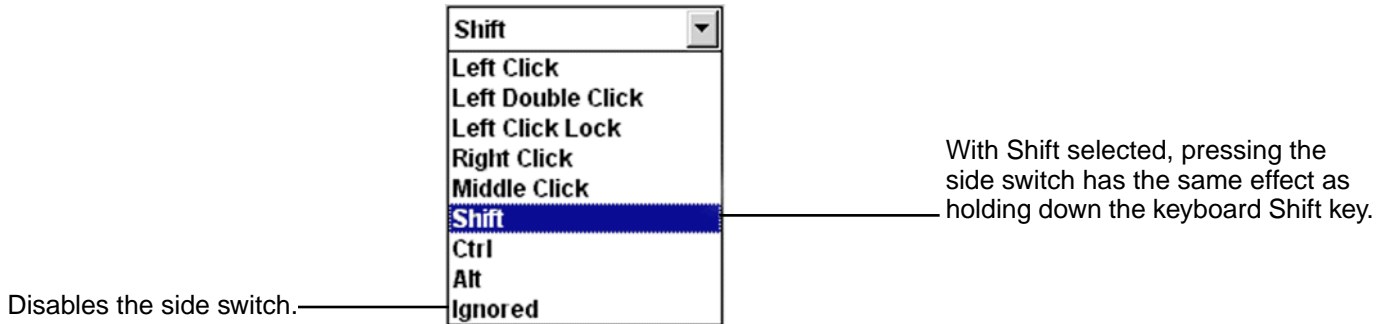 Shift
Left Click
Left Double Click
Left Click Lock
Right Click
Middle Click
Shift
Ctrl
Alt
Ignored
With Shift selected, pressing the
side switch has the same effect as
holding down the keyboard Shift key.
Disables the side switch.